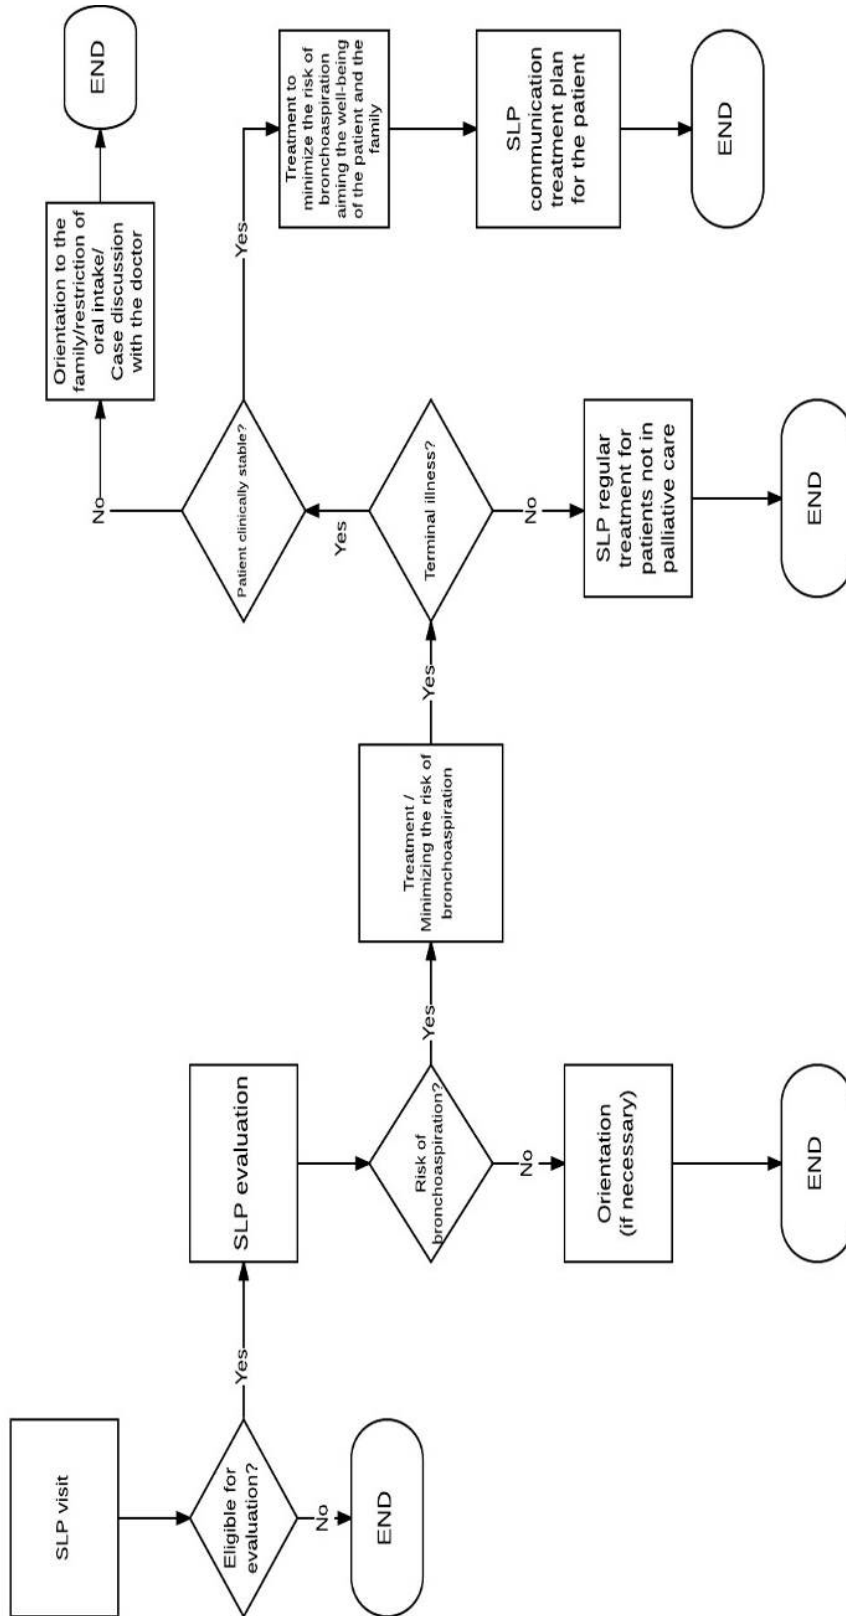 SLP visit
Eligible for
evaluation?
No
END
Yes
SLP evaluation
Risk of
bronchoaspiration?
No
Orientation
(if necessary)
END
Yes
Treatment /
Minimizing the risk of
bronchoaspiration
Yes
Terminal illness?
No
SLP regular
treatment for
patients not in
palliative care
END
Yes
Patient clinically stable?
No
Orientation to the
family/restriction of
oral intake/
Case discussion
with the doctor
END
Yes
Treatment to
minimize the risk of
bronchoaspiration
aiming the well-being
of the patient and the
family
SLP
communication
treatment plan
for the patient
END